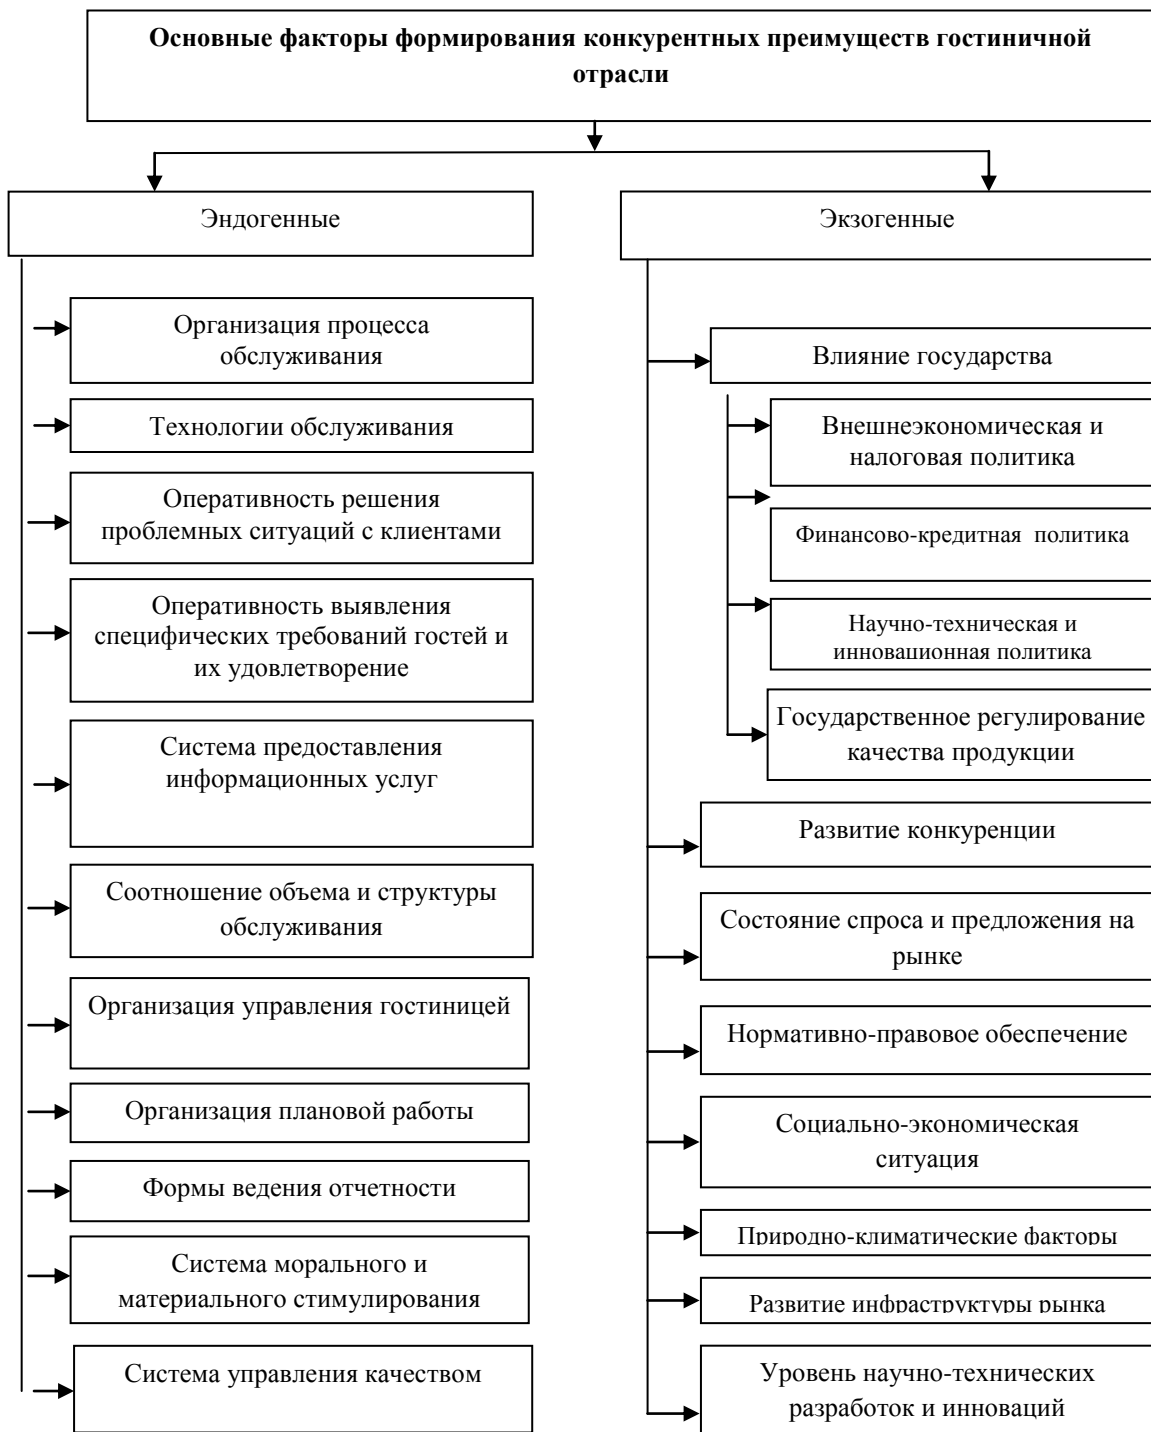 Основные факторы формирования конкурентных преимуществ гостиничной
отрасли
Эндогенные
Организация процесса
обслуживания
Технологии обслуживания
Оперативность решения
проблемных ситуаций с клиентами
Оперативность выявления
специфических требований гостей и
их удовлетворение
Система предоставления
информационных услуг
Соотношение объема и структуры
обслуживания
Организация управления гостиницей
Организация плановой работы
Формы ведения отчетности
Система морального и
материального стимулирования
Система управления качеством
Экзогенные
Влияние государства
Внешнеэкономическая и
налоговая политика
Финансово-кредитная политика
Научно-техническая и
инновационная политика
Государственное регулирование
качества продукции
Развитие конкуренции
Состояние спроса и предложения на
рынке
Нормативно-правовое обеспечение
Социально-экономическая
ситуация
Природно-климатические факторы
Развитие инфраструктуры рынка
Уровень научно-технических
разработок и инноваций